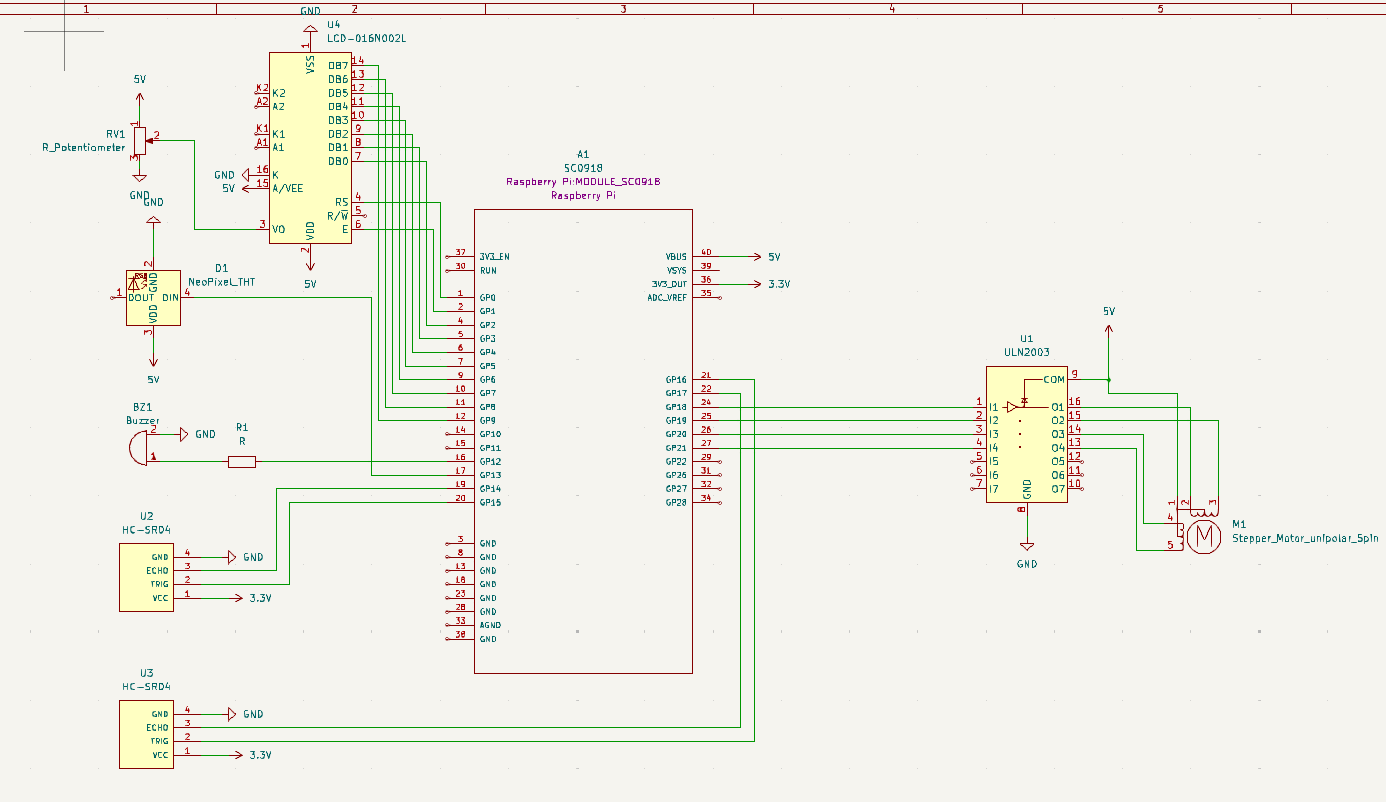 1 2 3 4 5
GND
U4
LCD-016N002L
1
VSS
DB7 14
DB6 13
K2 K2 DB5 12
A2 A2 DB4 11
DB3 10
K1 K1 DB2 9
A1 A1 DB1 8
DB0 7
GND 16 K
5V 15 A/VEE
RS 4
R/W 5
3 VO E 6
VDD
2
5V
5V
1
RV1
R_Potentiometer
2
3
GND
GND
2
D1
NeoPixel_THT
RGB
GND
1 DOUT DIN 4
VDD
3
5V
BZ1
Buzzer
2 GND
1
R1
R
U2
HC-SR04
GND 4 GND
ECHO 3
TRIG 2
VCC 1 3.3V
U3
HC-SR04
GND 4 GND
ECHO 3
TRIG 2
VCC 1 3.3V
A1
SC0918
Raspberry Pi:MODULE_SC0918
Raspberry Pi
37 3V3_EN
30 RUN
1 GP0
2 GP1
4 GP2
5 GP3
6 GP4
7 GP5
9 GP6
10 GP7
11 GP8
12 GP9
14 GP10
15 GP11
16 GP12
17 GP13
19 GP14
20 GP15
3 GND
8 GND
13 GND
18 GND
23 GND
28 GND
33 AGND
38 GND
VBUS 40 5V
VSYS 39
3V3_OUT 36 3.3V
ADC_VREF 35
GP16 21
GP17 22
GP18 24
GP19 25
GP20 26
GP21 27
GP22 29
GP26 31
GP27 32
GP28 34
5V
U1
ULN2003
COM 9
1 I1 O1 16
2 I2 O2 15
3 I3 O3 14
4 I4 O4 13
5 I5 O5 12
6 I6 O6 11
7 I7 O7 10
GND
8
GND
1 2 3
4
5
M
M1
Stepper_Motor_unipolar_5pin